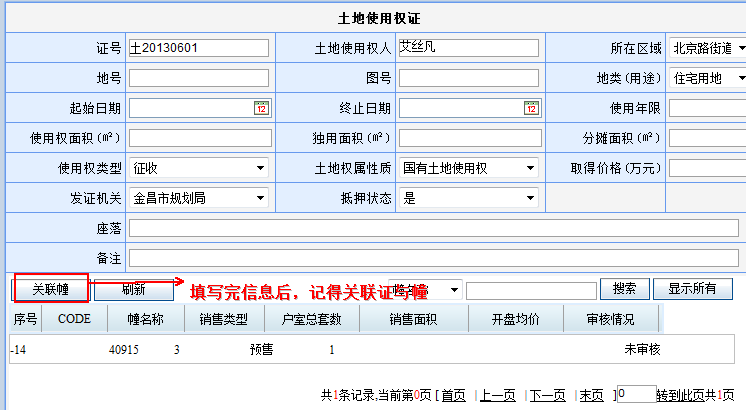 土地使用权证
证号 土20130601 土地使用权人 艾丝凡 所在区域 北京路街道
地号 图号 地类(用途) 住宅用地
起始日期 12 终止日期 12 使用年限
使用权面积(㎡) 独用面积(㎡) 分摊面积(㎡)
使用权类型 征收 土地权属性质 国有土地使用权 取得价格(万元)
发证机关 金昌市规划局 抵押状态 是
座落
备注
关联幢 刷新 幢名称 搜索 显示所有
填写完信息后，记得关联证与幢
序号 CODE 幢名称 销售类型 户室总套数 销售面积 开盘均价 审核情况
-14 40915 3 预售 1 未审核
共1条记录,当前第0页 [ 首页 |上一页 |下一页 |末页 ] 0 转到此页共1页